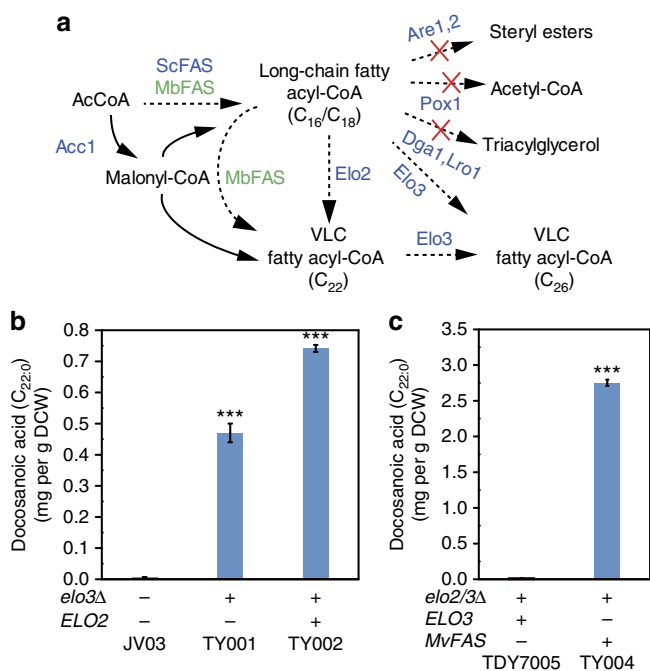 a
Are1,2
Steryl esters
ScFAS
MbFAS
Long-chain fatty
acyl-CoA
(C16/C18)
AcCoA
Acetyl-CoA
Pox1
Acc1
Triacylglycerol
Dga1,Lro1
Malonyl-CoA
MbFAS
Elo2
Elo3
VLC
fatty acyl-CoA
(C22)
Elo3
VLC
fatty acyl-CoA
(C26)
b
Docosanoic acid (C22:0)
(mg per g DCW)
0.8
0.7
0.6
0.5
0.4
0.3
0.2
0.1
0.0
***
***
elo3Δ – + +
ELO2 – – +
JV03 TY001 TY002
c
Docosanoic acid (C22:0)
(mg per g DCW)
3.5
3.0
2.5
2.0
1.5
1.0
0.5
0.0
***
elo2/3Δ + +
ELO3 + –
MvFAS – +
TDY7005 TY004